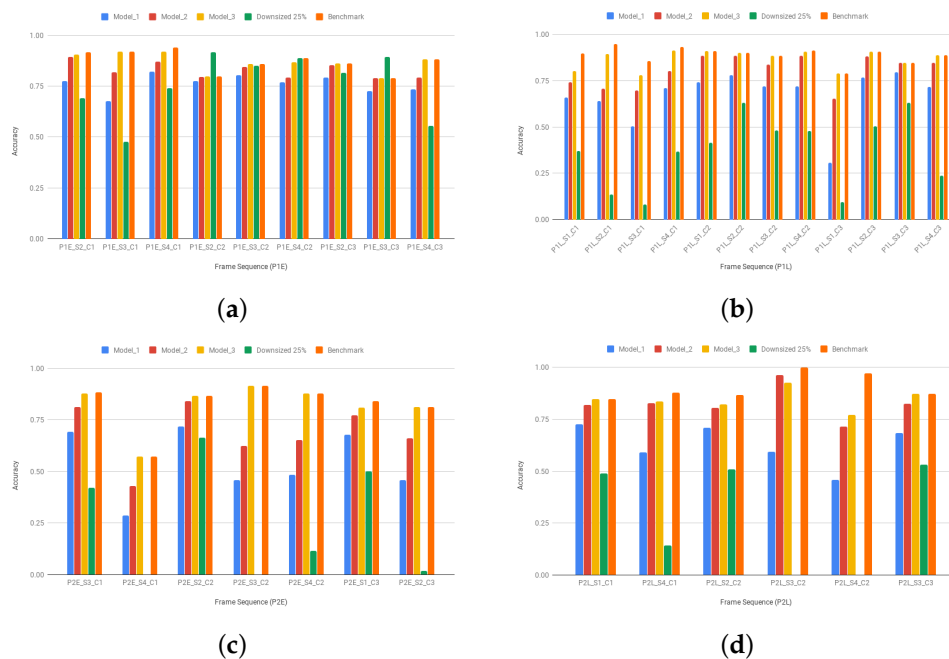 Model_1 Model_2 Model_3 Downsized 25% Benchmark
1.00
0.75
0.50
0.25
0.00
Accuracy
P1E_S2_C1 P1E_S3_C1 P1E_S4_C1 P1E_S2_C2 P1E_S3_C2 P1E_S4_C2 P1E_S2_C3 P1E_S3_C3 P1E_S4_C3
Frame Sequence (P1E)
(a)
Model_1 Model_2 Model_3 Downsized 25% Benchmark
1.00
0.75
0.50
0.25
0.00
Accuracy
P1L_S1_C1 P1L_S2_C1 P1L_S3_C1 P1L_S4_C1 P1L_S1_C2 P1L_S2_C2 P1L_S3_C2 P1L_S4_C2 P1L_S1_C3 P1L_S2_C3 P1L_S3_C3 P1L_S4_C3
Frame Sequence (P1L)
(b)
Model_1 Model_2 Model_3 Downsized 25% Benchmark
1.00
0.75
0.50
0.25
0.00
Accuracy
P2E_S3_C1 P2E_S4_C1 P2E_S2_C2 P2E_S3_C2 P2E_S4_C2 P2E_S1_C3 P2E_S2_C3
Frame Sequence (P2E)
(c)
Model_1 Model_2 Model_3 Downsized 25% Benchmark
1.00
0.75
0.50
0.25
0.00
Accuracy
P2L_S1_C1 P2L_S4_C1 P2L_S2_C2 P2L_S3_C2 P2L_S4_C2 P2L_S3_C3
Frame Sequence (P2L)
(d)